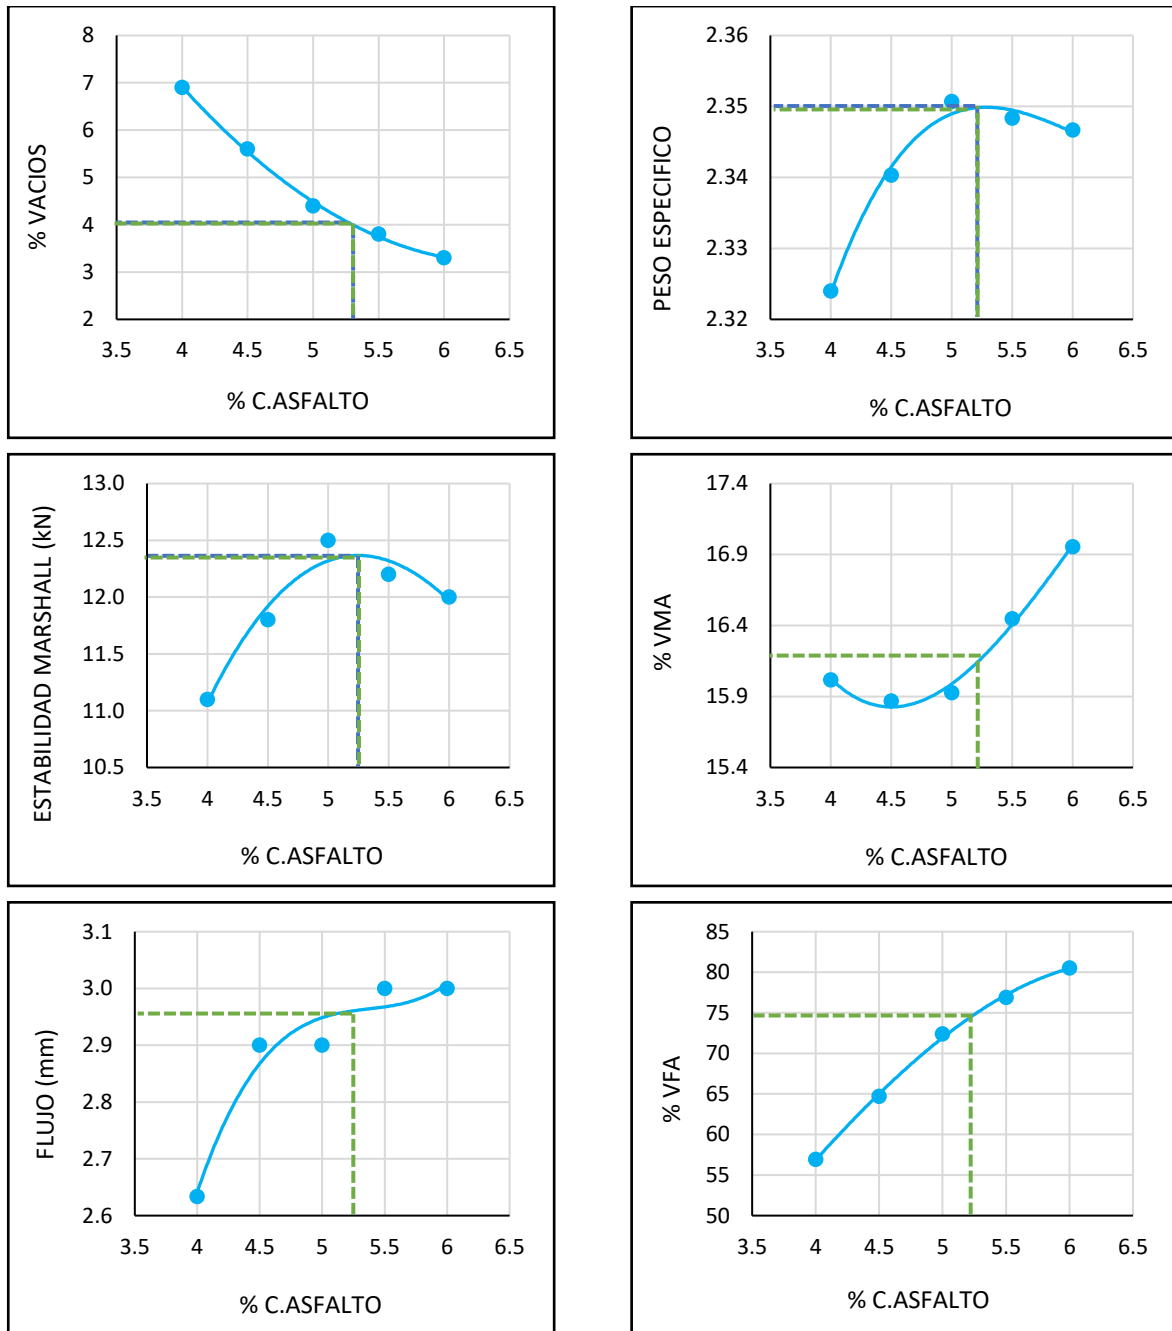 8
7
6
5
4
3
2
3.5 4 4.5 5 5.5 6 6.5
% VACIOS
% C.ASFALTO
2.36
2.35
2.34
2.33
2.32
3.5 4 4.5 5 5.5 6 6.5
PESO ESPECIFICO
% C.ASFALTO
13.0
12.5
12.0
11.5
11.0
10.5
3.5 4 4.5 5 5.5 6 6.5
ESTABILIDAD MARSHALL (kN)
% C.ASFALTO
17.4
16.9
16.4
15.9
15.4
3.5 4 4.5 5 5.5 6 6.5
% VMA
% C.ASFALTO
3.1
3.0
2.9
2.8
2.7
2.6
3.5 4 4.5 5 5.5 6 6.5
FLUJO (mm)
% C.ASFALTO
85
80
75
70
65
60
55
50
3.5 4 4.5 5 5.5 6 6.5
% VFA
% C.ASFALTO